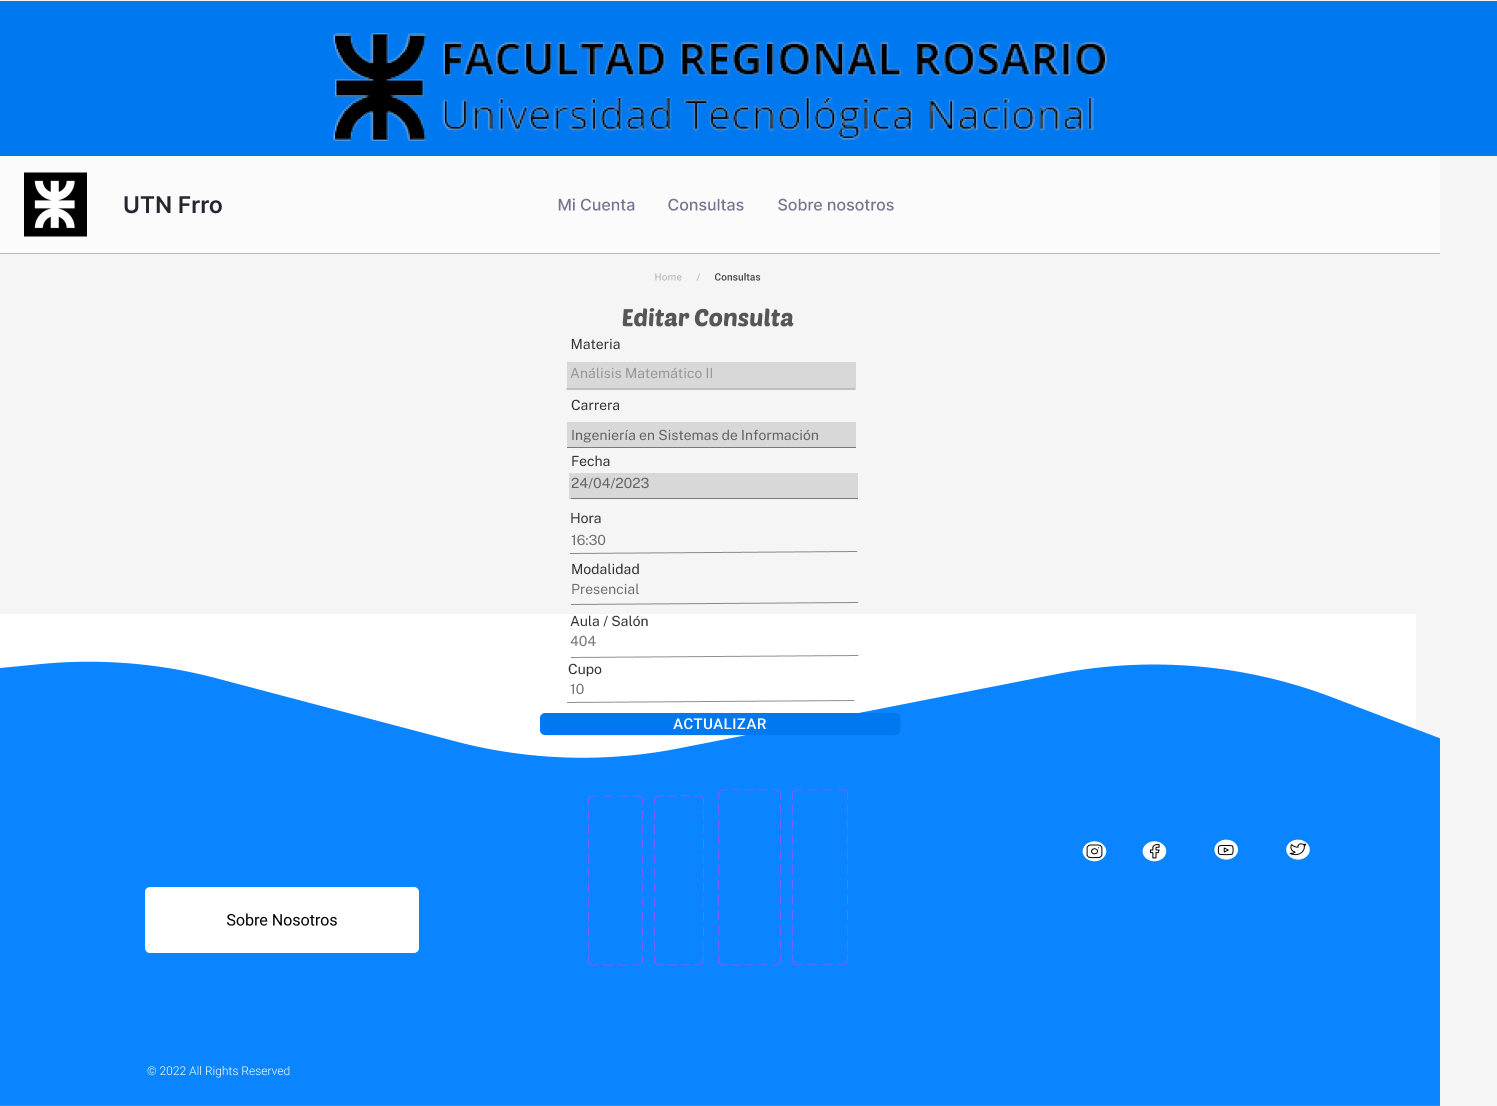 FACULTAD REGIONAL ROSARIO
Universidad Tecnológica Nacional
UTN Frro
Mi Cuenta
Consultas
Sobre nosotros
Home / Consultas
Editar Consulta
Materia
Análisis Matemático II
Carrera
Ingeniería en Sistemas de Información
Fecha
24/04/2023
Hora
16:30
Modalidad
Presencial
Aula / Salón
404
Cupo
10
ACTUALIZAR
Sobre Nosotros
© 2022 All Rights Reserved